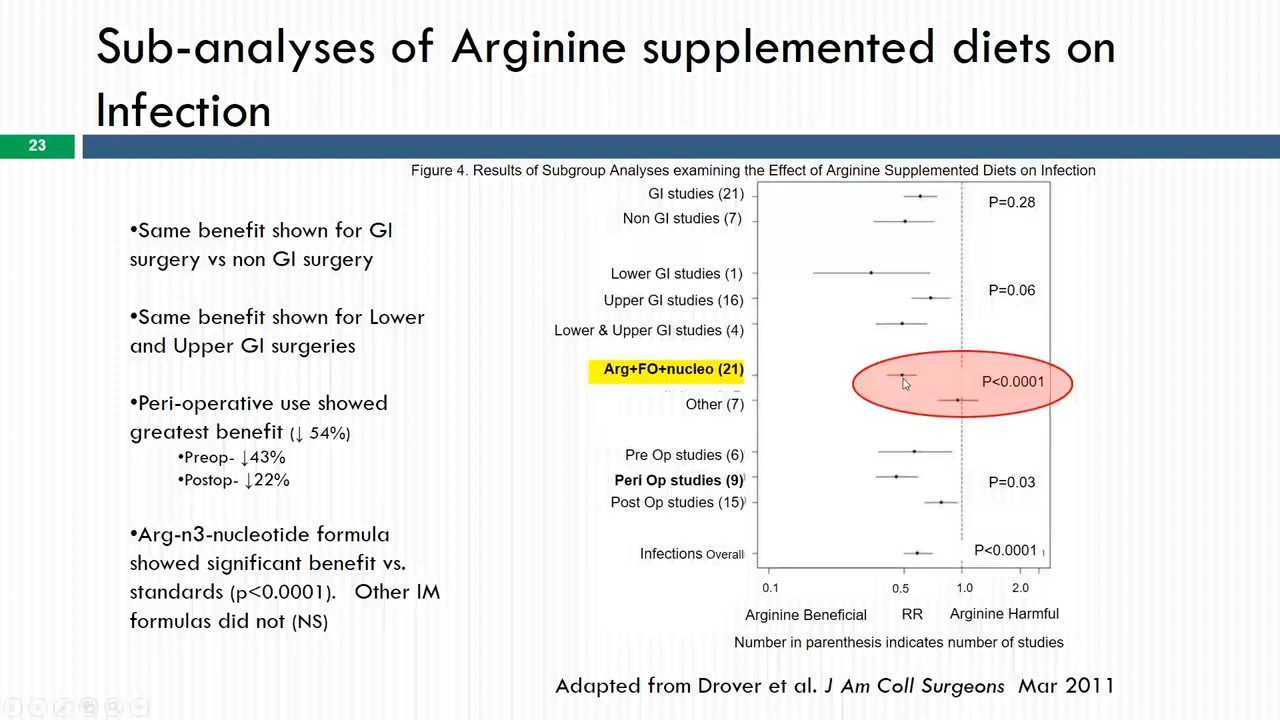 Sub-analyses of Arginine supplemented diets on
Infection
23
•Same benefit shown for GI
surgery vs non GI surgery
•Same benefit shown for Lower
and Upper GI surgeries
•Peri-operative use showed
greatest benefit (↓ 54%)
•Preop- ↓43%
•Postop- ↓22%
•Arg-n3-nucleotide formula
showed significant benefit vs.
standards (p<0.0001). Other IM
formulas did not (NS)
Figure 4. Results of Subgroup Analyses examining the Effect of Arginine Supplemented Diets on Infection
GI studies (21)
P=0.28
Non GI studies (7)
Lower GI studies (1)
P=0.06
Upper GI studies (16)
Lower & Upper GI studies (4)
Arg+FO+nucleo (21)
P<0.0001
Other (7)
Pre Op studies (6)
Peri Op studies (9)
P=0.03
Post Op studies (15)
Infections Overall
P<0.0001
0.1 0.5 1.0 2.0
Arginine Beneficial RR Arginine Harmful
Number in parenthesis indicates number of studies
Adapted from Drover et al. J Am Coll Surgeons Mar 2011